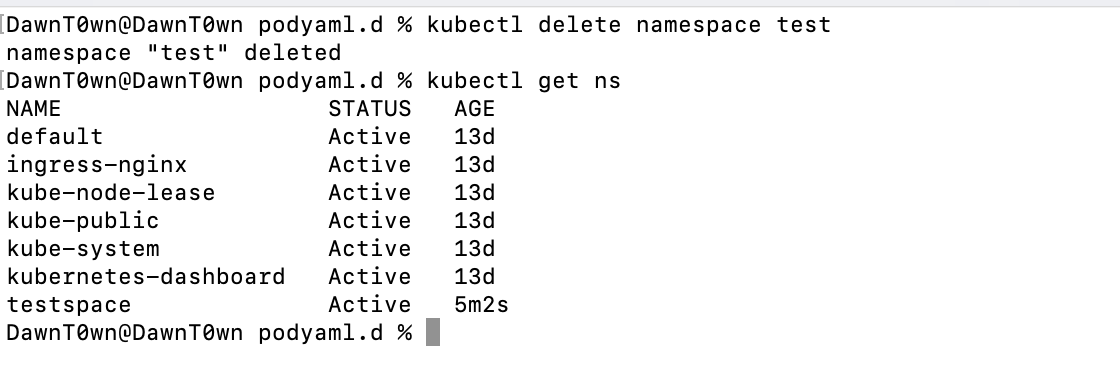 [DawnT0wn@DawnT0wn podyaml.d % kubectl delete namespace test
namespace "test" deleted
[DawnT0wn@DawnT0wn podyaml.d % kubectl get ns
NAME                   STATUS   AGE
default                Active   13d
ingress-nginx          Active   13d
kube-node-lease        Active   13d
kube-public            Active   13d
kube-system            Active   13d
kubernetes-dashboard   Active   13d
testspace              Active   5m2s
DawnT0wn@DawnT0wn podyaml.d %